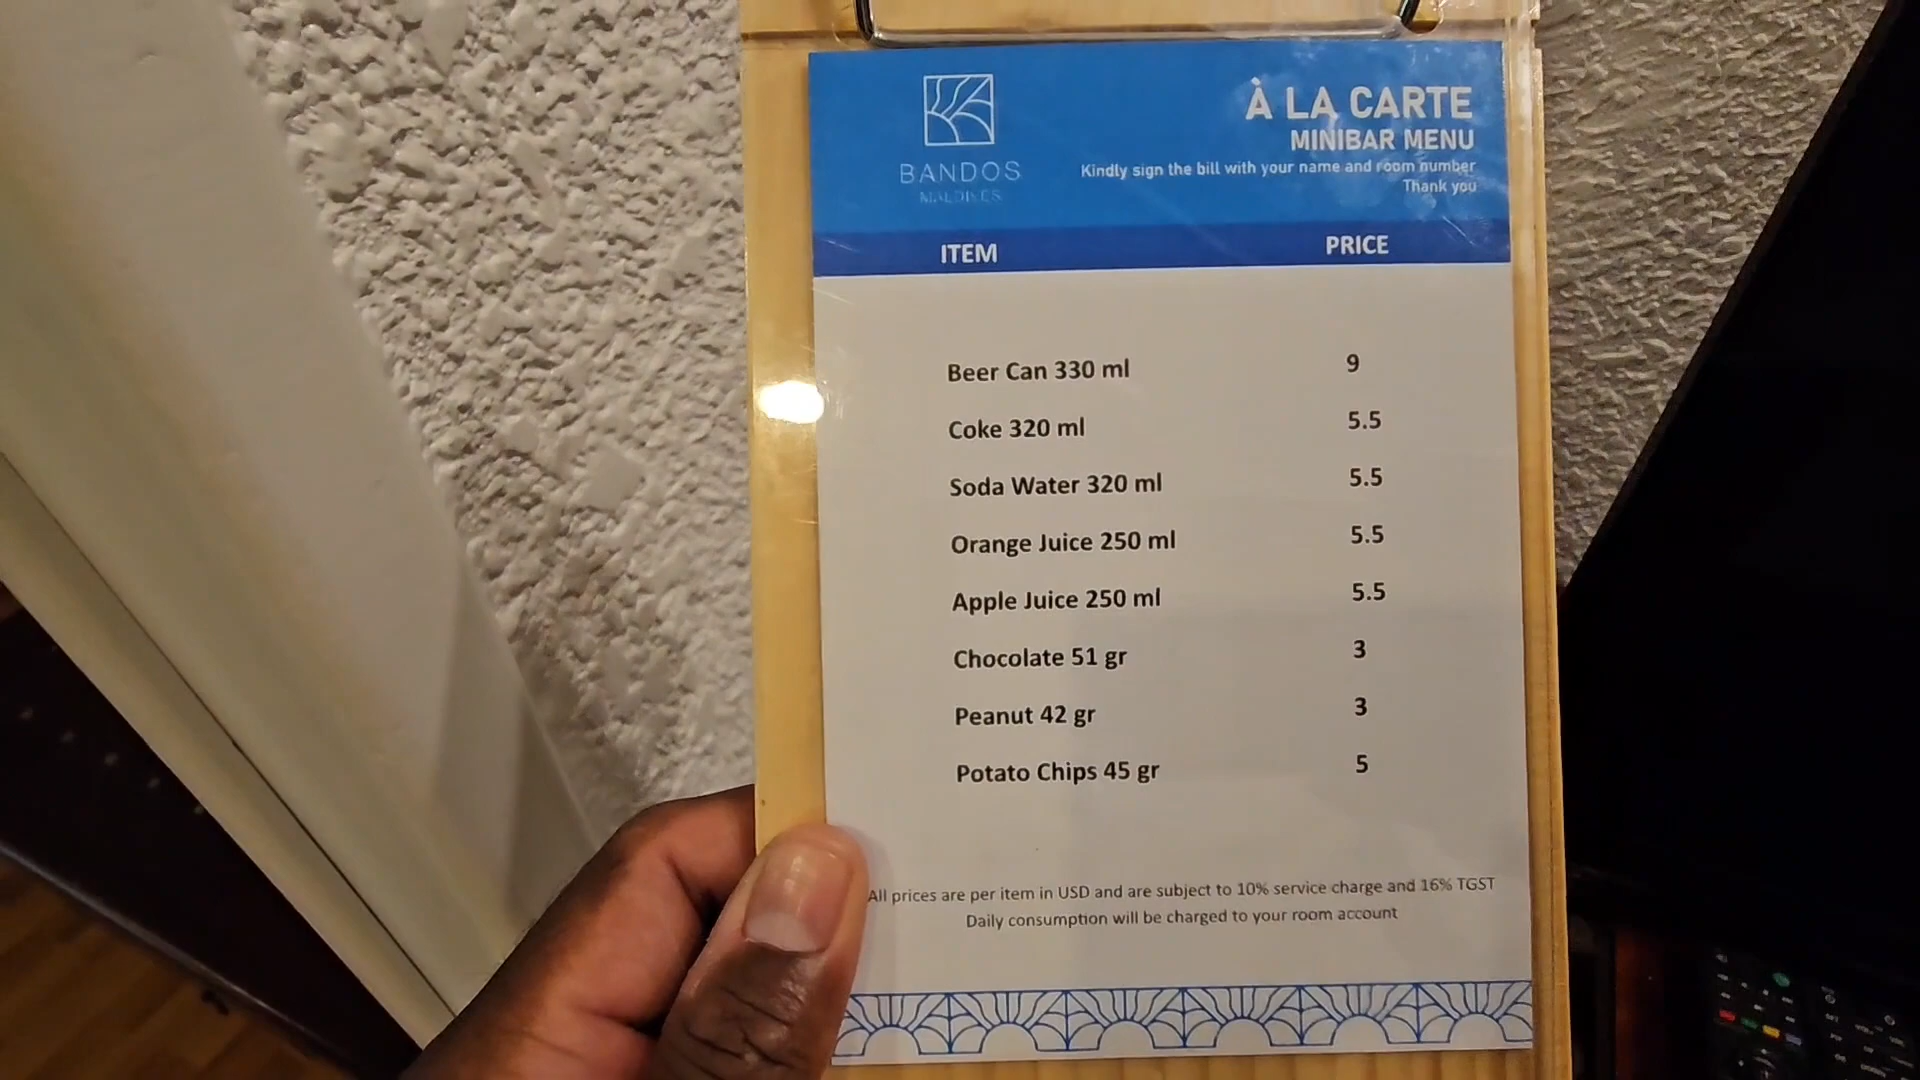 BANDOS
MALDIVES
À LA CARTE
MINIBAR MENU
Kindly sign the bill with your name and room number
Thank you
ITEM PRICE
Beer Can 330 ml 9
Coke 320 ml 5.5
Soda Water 320 ml 5.5
Orange Juice 250 ml 5.5
Apple Juice 250 ml 5.5
Chocolate 51 gr 3
Peanut 42 gr 3
Potato Chips 45 gr 5
All prices are per item in USD and are subject to 10% service charge and 16% TGST
Daily consumption will be charged to your room account